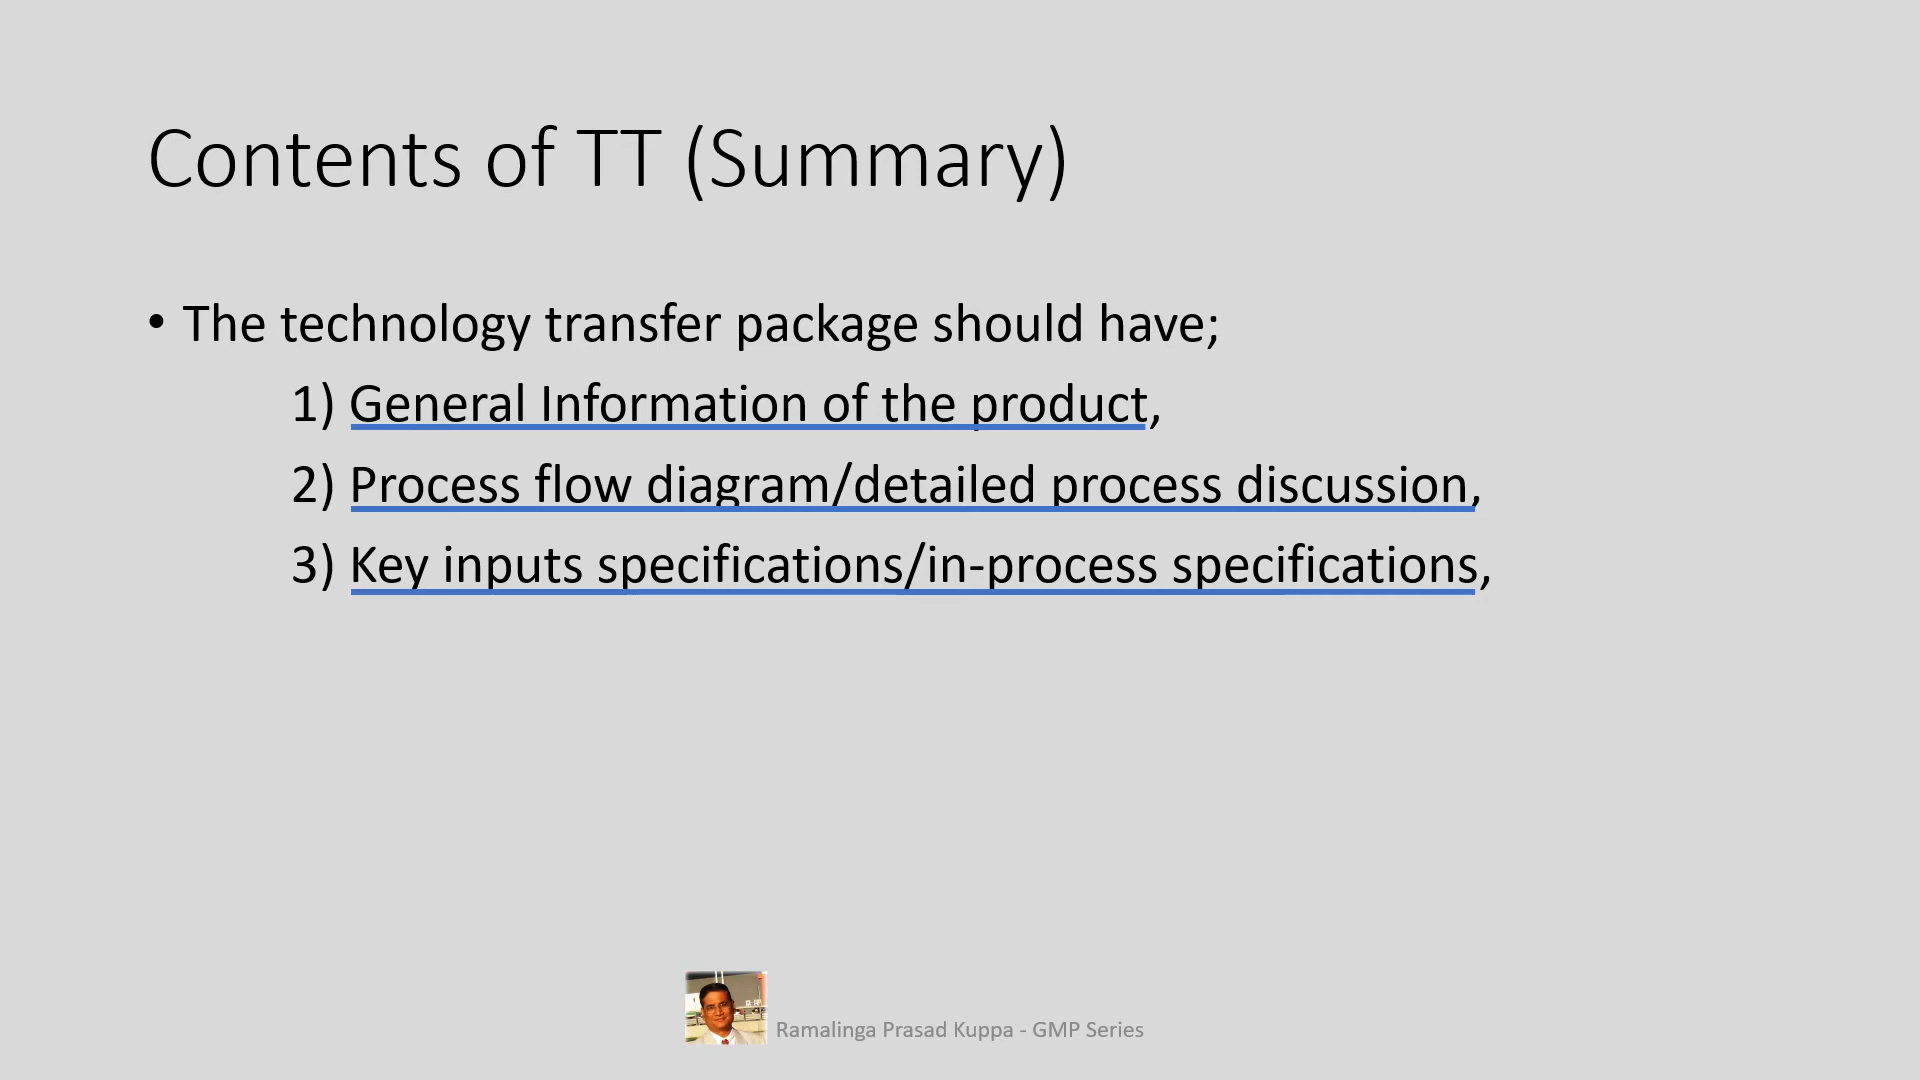 Contents of TT (Summary)
• The technology transfer package should have;
1) General Information of the product,
2) Process flow diagram/detailed process discussion,
3) Key inputs specifications/in-process specifications,
Ramalinga Prasad Kuppa - GMP Series